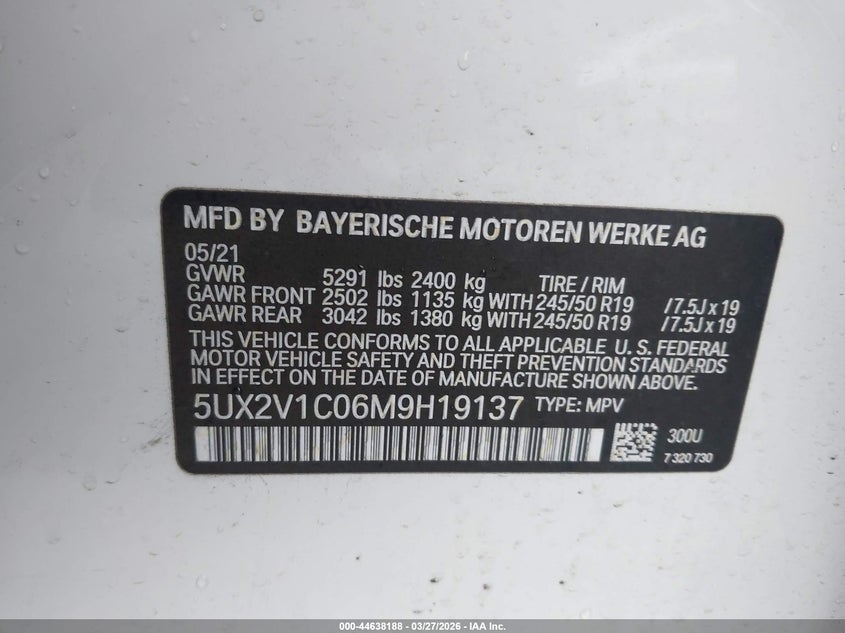 MFD BY BAYERISCHE MOTOREN WERKE AG
05/21
GVWR 5291 lbs 2400 kg TIRE / RIM
GAWR FRONT 2502 lbs 1135 kg WITH 245/50 R19 /7.5J x 19
GAWR REAR 3042 lbs 1380 kg WITH 245/50 R19 /7.5J x 19
THIS VEHICLE CONFORMS TO ALL APPLICABLE U. S. FEDERAL
MOTOR VEHICLE SAFETY AND THEFT PREVENTION STANDARDS
IN EFFECT ON THE DATE OF MANUFACTURE SHOWN ABOVE.
5UX2V1C06M9H19137 TYPE: MPV
300U
7 320 730
000-44638188 - 03/27/2026 - IAA Inc.